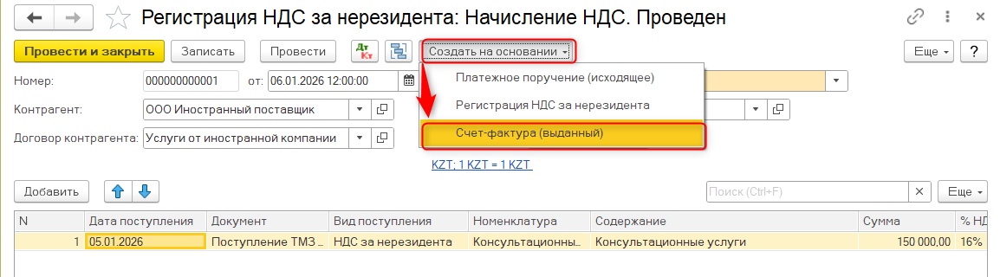 Регистрация НДС за нерезидента: Начисление НДС. Проведен
Провести и закрыть Записать Провести Дт Кт Создать на основании Еще ?
Платежное поручение (исходящее)
Номер: 000000000001 от: 06.01.2026 12:00:00
Регистрация НДС за нерезидента
Контрагент: ООО Иностранный поставщик
Счет-фактура (выданный)
Договор контрагента: Услуги от иностранной компании
KZT; 1 KZT = 1 KZT
Добавить Поиск (Ctrl+F) Еще
N Дата поступления Документ Вид поступления Номенклатура Содержание Сумма % НД
1 05.01.2026 Поступление ТМЗ ... НДС за нерезидента Консультационны... Консультационные услуги 150 000,00 16%